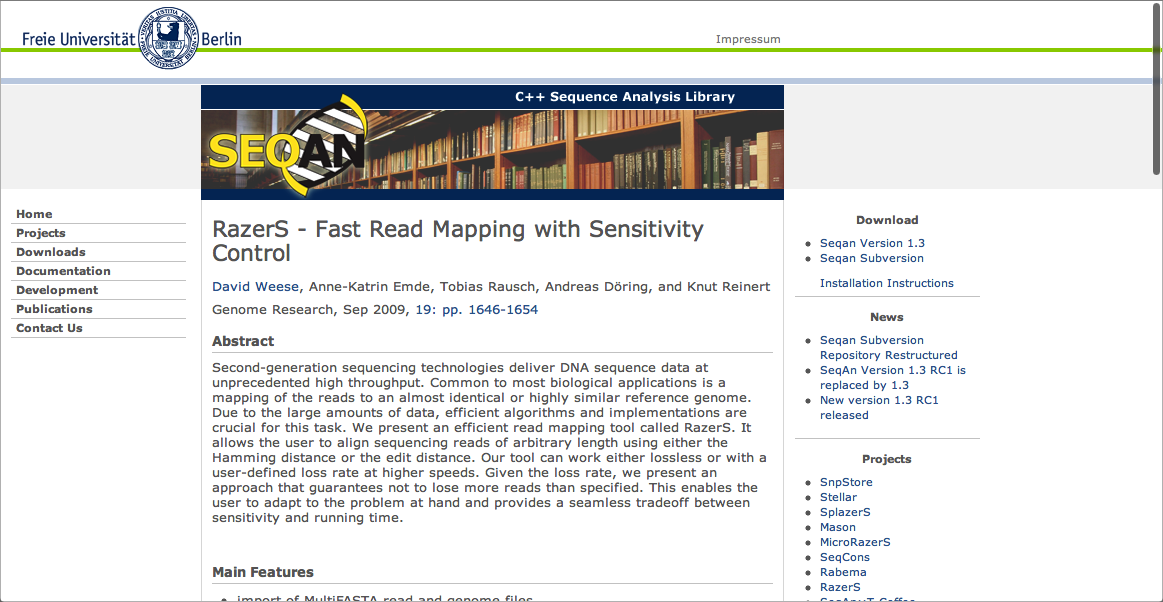 Freie Universität Berlin
Impressum
C++ Sequence Analysis Library
SEQAN
Home
Projects
Downloads
Documentation
Development
Publications
Contact Us
RazerS - Fast Read Mapping with Sensitivity
Control
David Weese, Anne-Katrin Emde, Tobias Rausch, Andreas Döring, and Knut Reinert
Genome Research, Sep 2009, 19: pp. 1646-1654
Abstract
Second-generation sequencing technologies deliver DNA sequence data at
unprecedented high throughput. Common to most biological applications is a
mapping of the reads to an almost identical or highly similar reference genome.
Due to the large amounts of data, efficient algorithms and implementations are
crucial for this task. We present an efficient read mapping tool called RazerS. It
allows the user to align sequencing reads of arbitrary length using either the
Hamming distance or the edit distance. Our tool can work either lossless or with a
user-defined loss rate at higher speeds. Given the loss rate, we present an
approach that guarantees not to lose more reads than specified. This enables the
user to adapt to the problem at hand and provides a seamless tradeoff between
sensitivity and running time.
Main Features
import of MultiFASTA read and genome files
Download
Seqan Version 1.3
Seqan Subversion
Installation Instructions
News
Seqan Subversion
Repository Restructured
SeqAn Version 1.3 RC1 is
replaced by 1.3
New version 1.3 RC1
released
Projects
SnpStore
Stellar
SplazerS
Mason
MicroRazerS
SeqCons
Rabema
RazerS